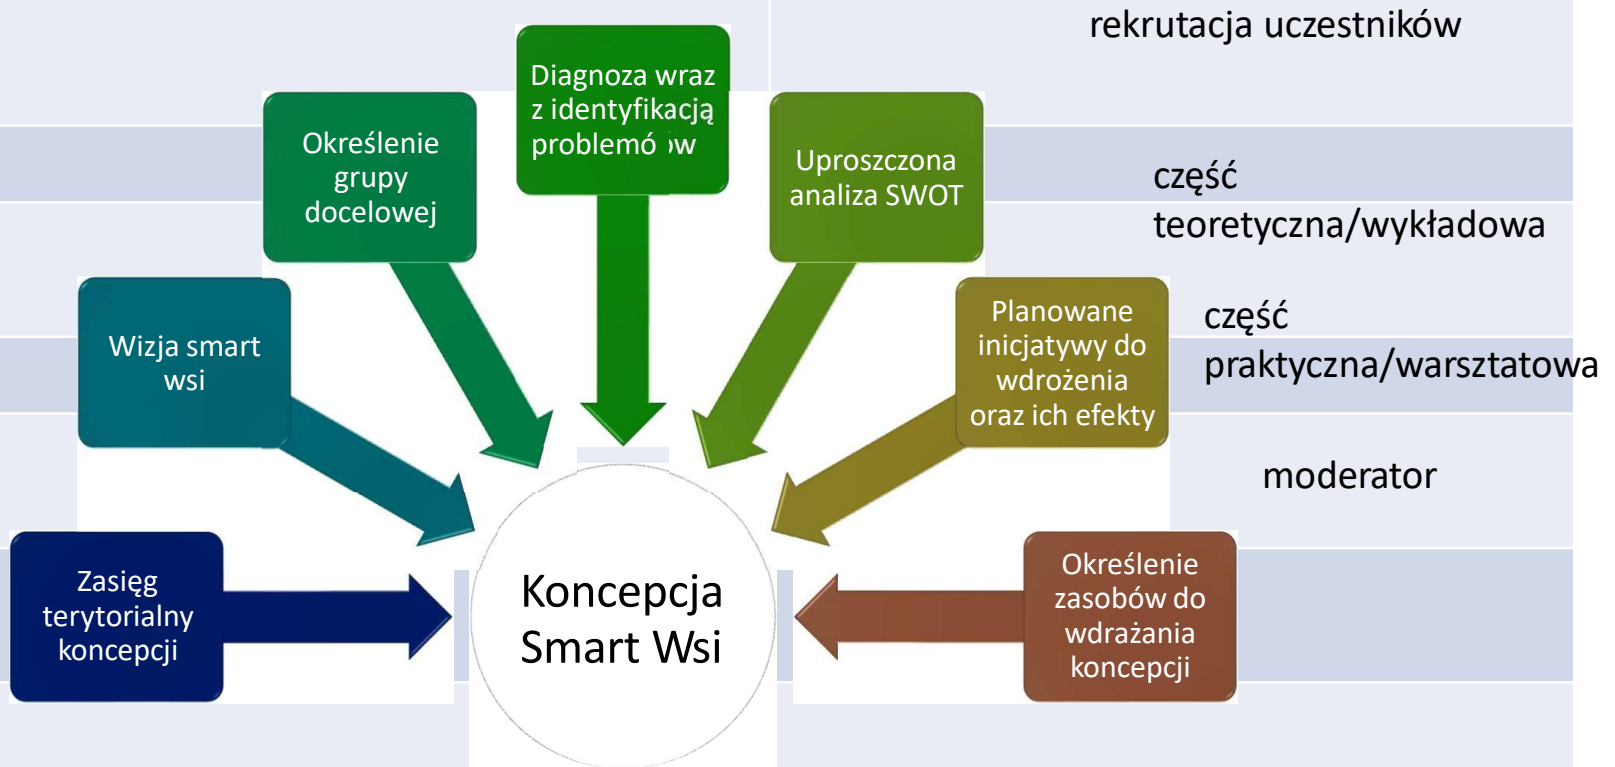 rekrutacja uczestników
Diagnoza wraz
z identyfikacją
problemó ów
Określenie
grupy
docelowej
Uproszczona
analiza SWOT
część
teoretyczna/wykładowa
Wizja smart
wsi
Planowane
inicjatywy do
wdrożenia
oraz ich efekty
część
praktyczna/warsztatowa
moderator
Zasięg
terytorialny
koncepcji
Koncepcja
Smart Wsi
Określenie
zasobów do
wdrażania
koncepcji